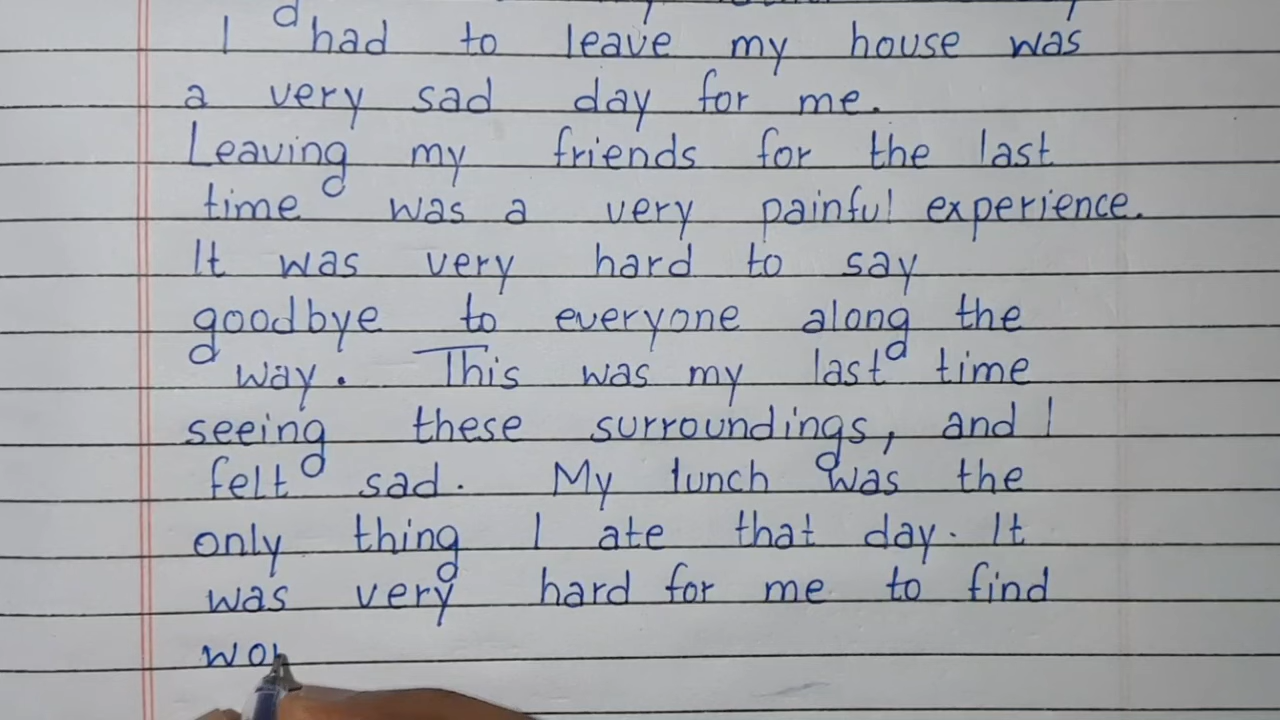 I had to leave my house was
a very sad day for me.
Leaving my friends for the last
time was a very painful experience.
It was very hard to say
goodbye to everyone along the
way. This was my last time
seeing these surroundings, and I
felt sad. My lunch was the
only thing I ate that day. It
was very hard for me to find